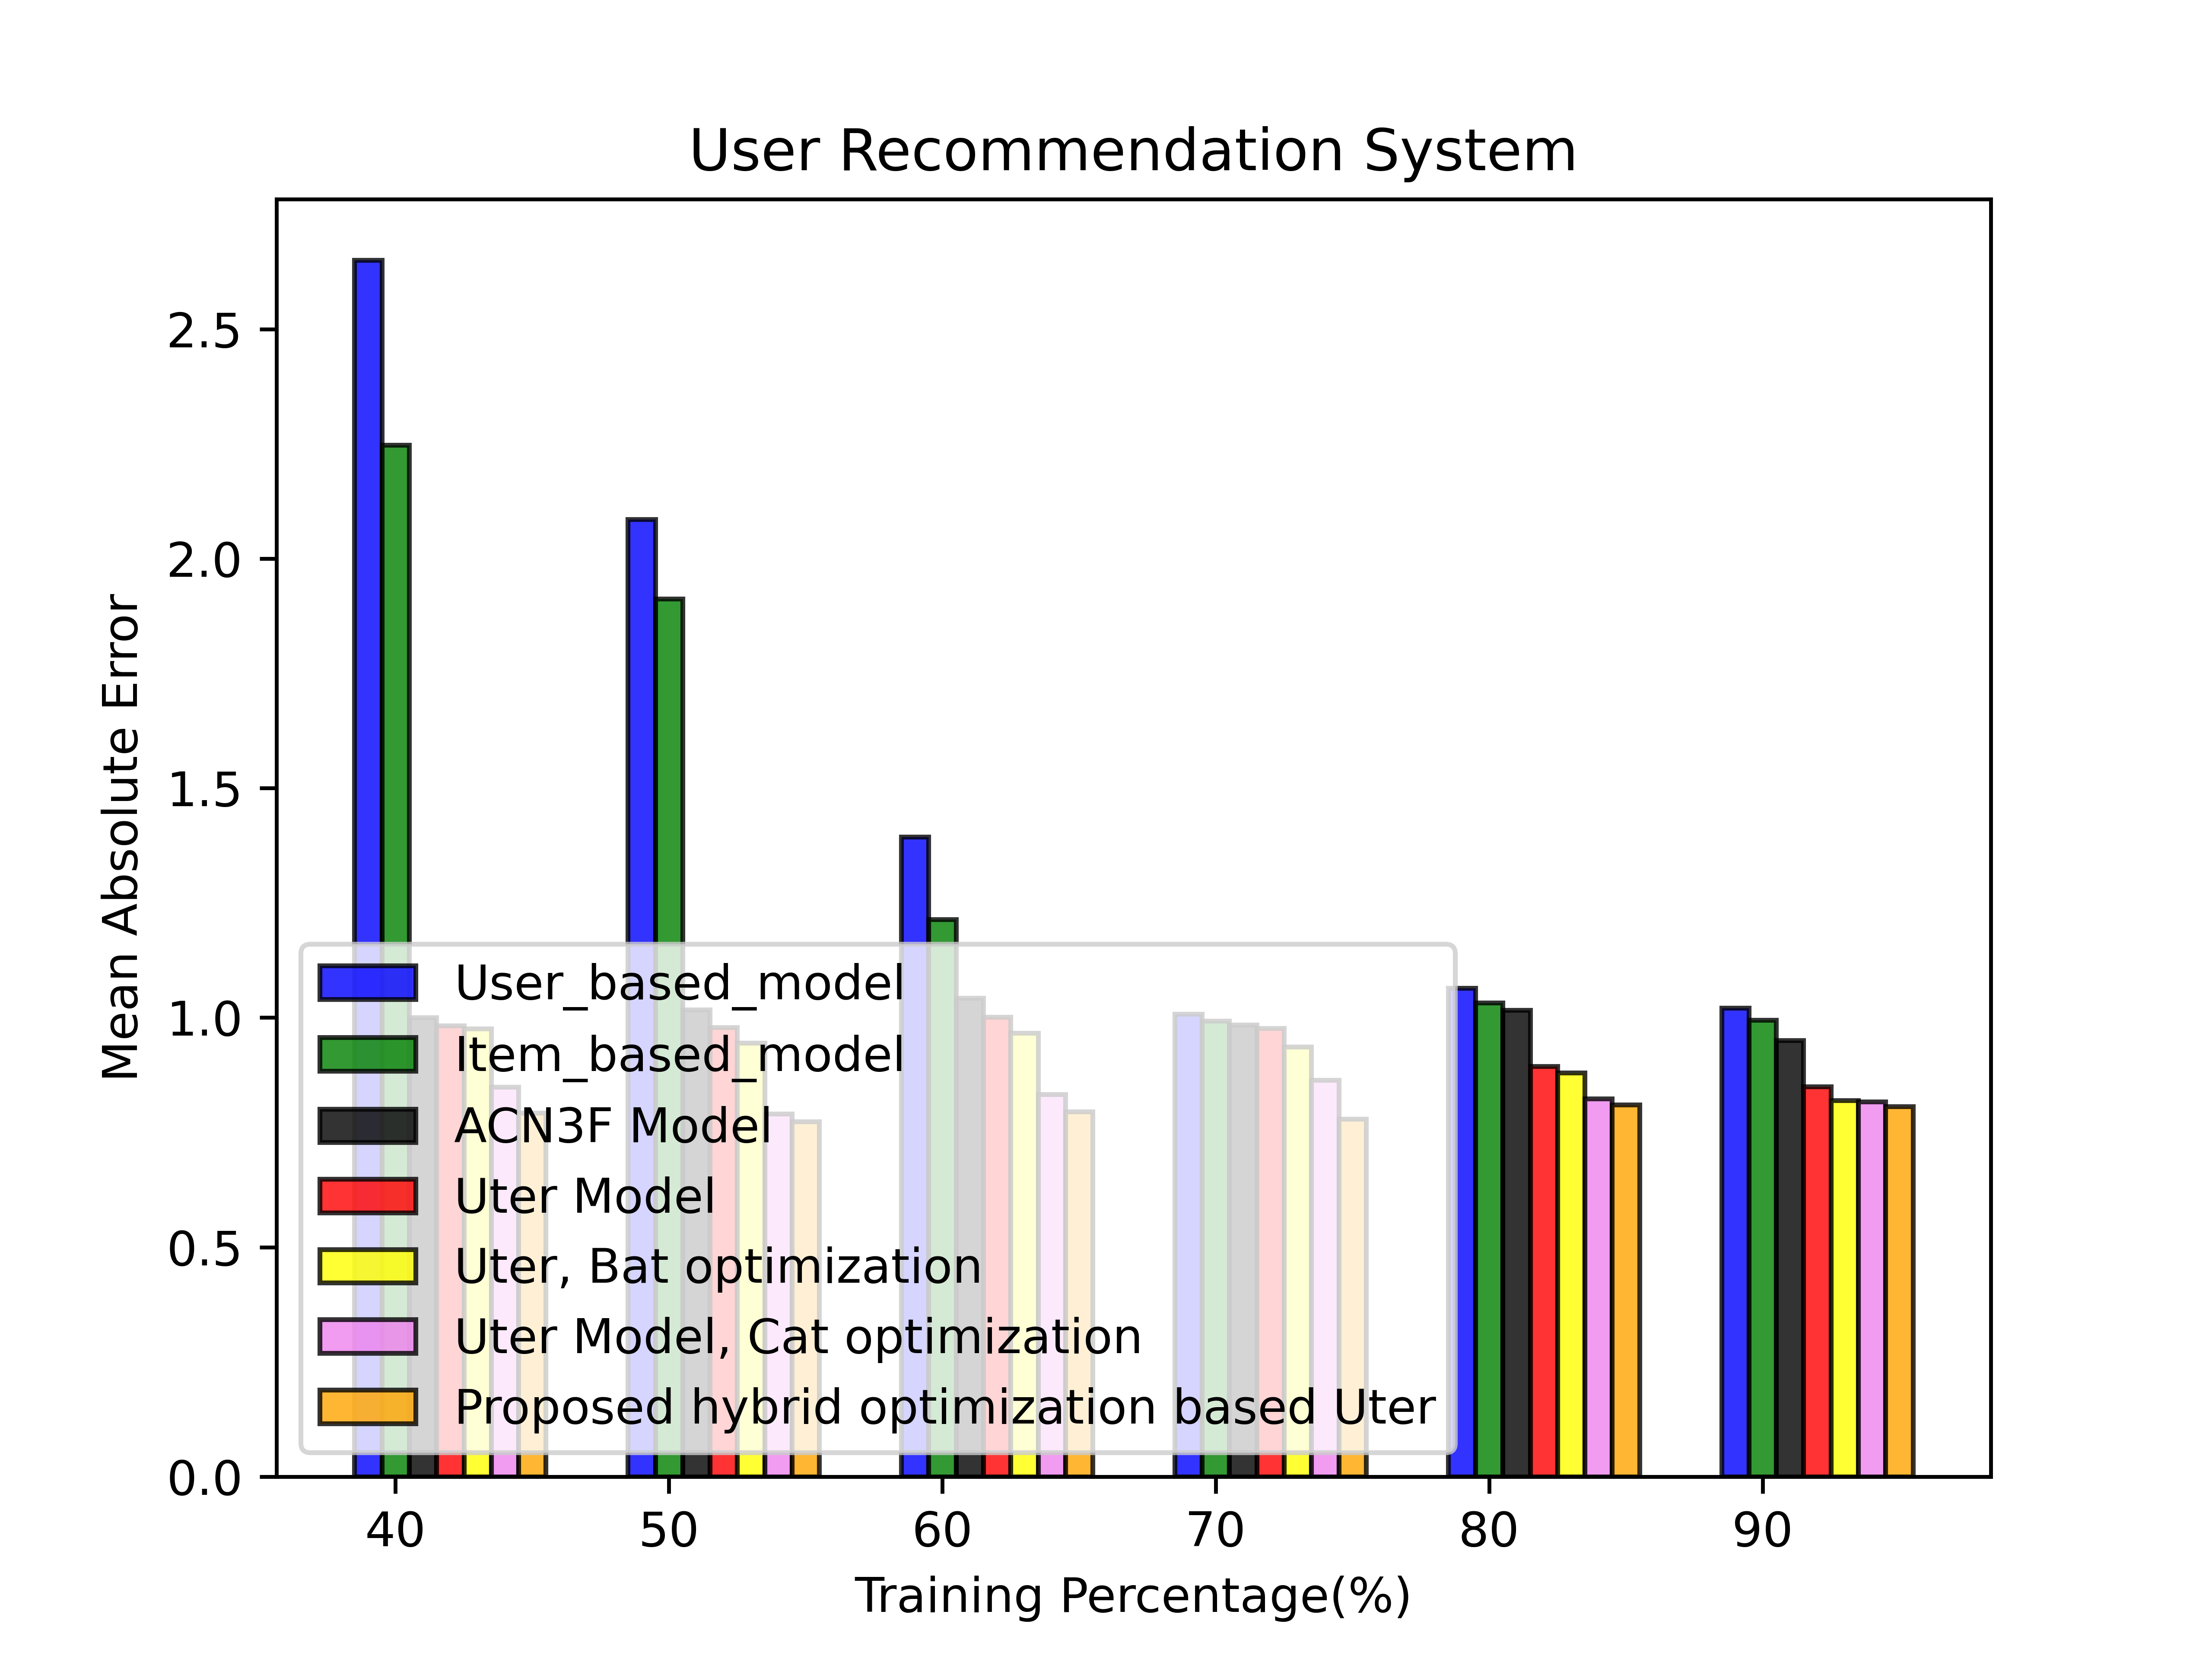 User Recommendation System
Mean Absolute Error
2.5
2.0
1.5
1.0
0.5
0.0
User_based_model
Item_based_model
ACN3F Model
Uter Model
Uter, Bat optimization
Uter Model, Cat optimization
Proposed hybrid optimization based Uter
40 50 60 70 80 90
Training Percentage(%)